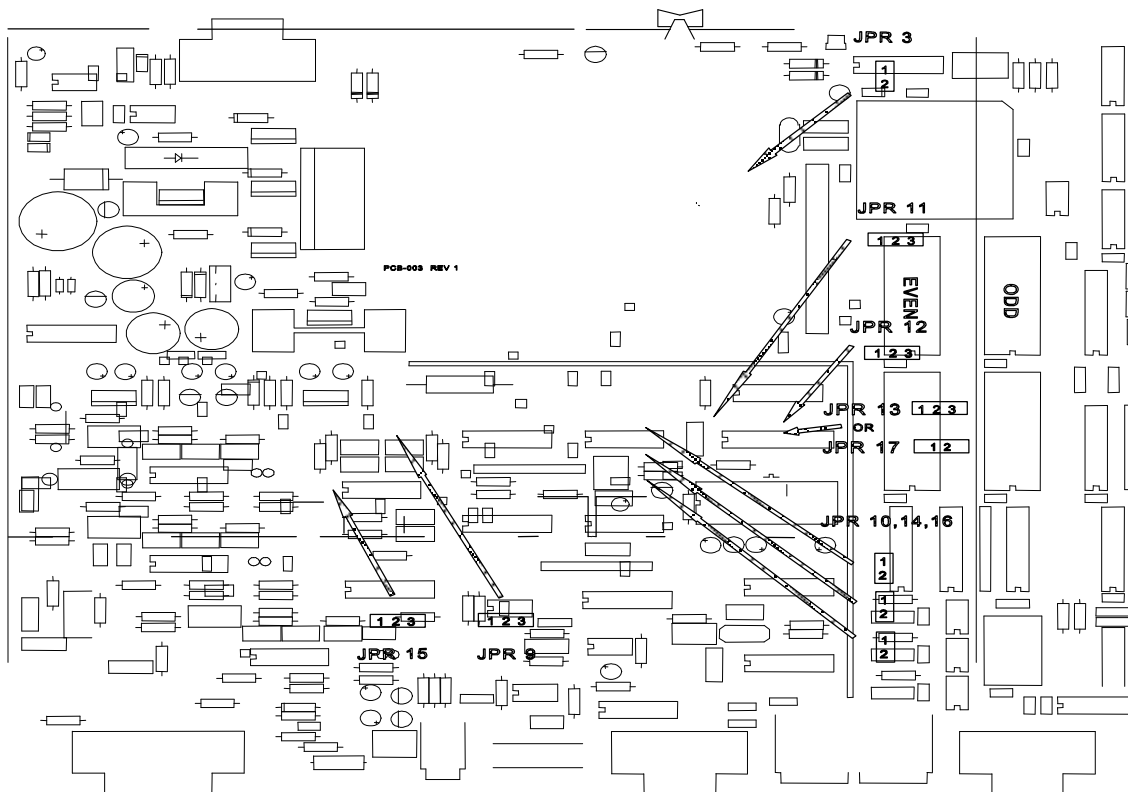 JPR 3
1
2
JPR 11
1 2 3
PCB-003 REV 1
EVEN
ODD
JPR 12
1 2 3
JPR 13
1 2 3
OR
JPR 17
1 2
JPR 10,14,16
1
2
1
2
1
2
1 2 3
1 2 3
JPR 15
JPR 9